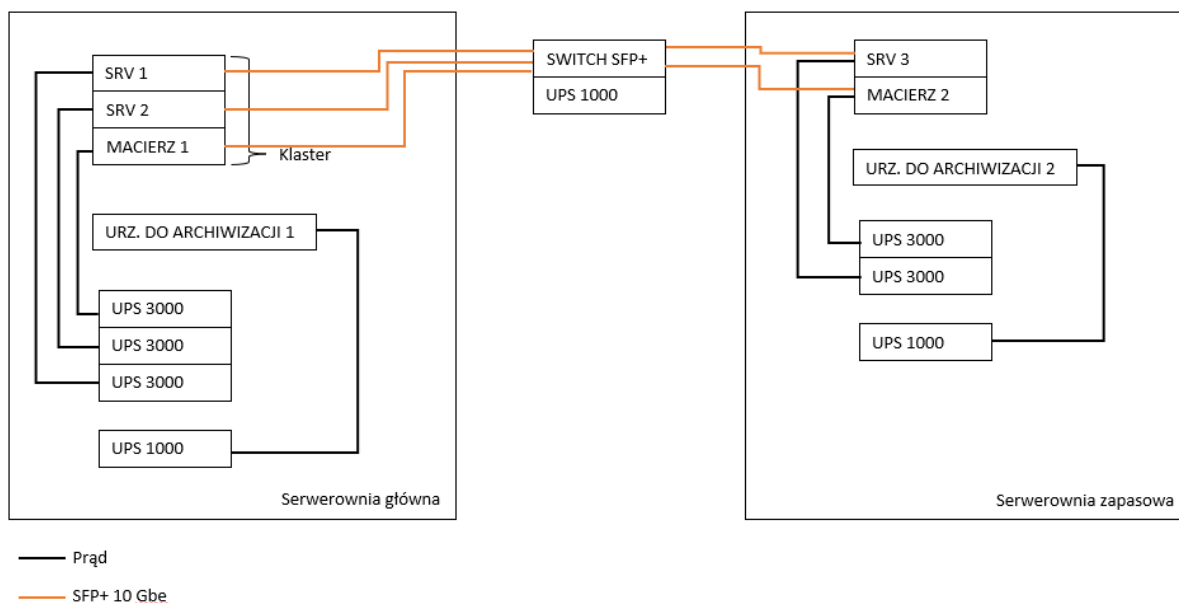 SRV 1
SRV 2
MACIERZ 1
Klaster
URZ. DO ARCHIWIZACJI 1
UPS 3000
UPS 3000
UPS 3000
UPS 1000
Serwerownia główna
SWITCH SFP+
UPS 1000
SRV 3
MACIERZ 2
URZ. DO ARCHIWIZACJI 2
UPS 3000
UPS 3000
UPS 1000
Serwerownia zapasowa
Prąd
SFP+ 10 Gbe